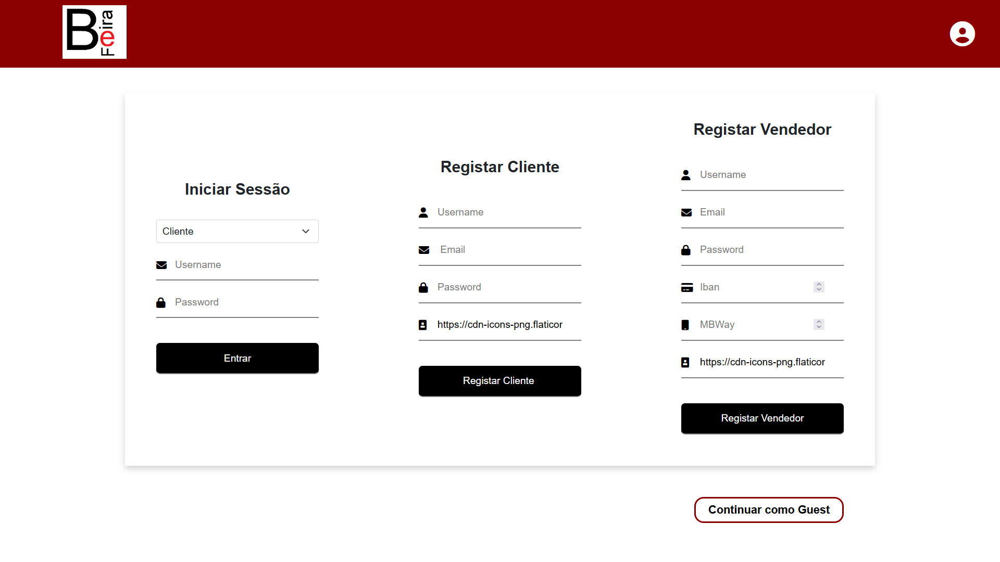 Beira
Feira
Iniciar Sessão
Cliente
Username
Password
Entrar
Registar Cliente
Username
Email
Password
https://cdn-icons-png.flaticor
Registar Cliente
Registar Vendedor
Username
Email
Password
Iban
MBWay
https://cdn-icons-png.flaticor
Registar Vendedor
Continuar como Guest